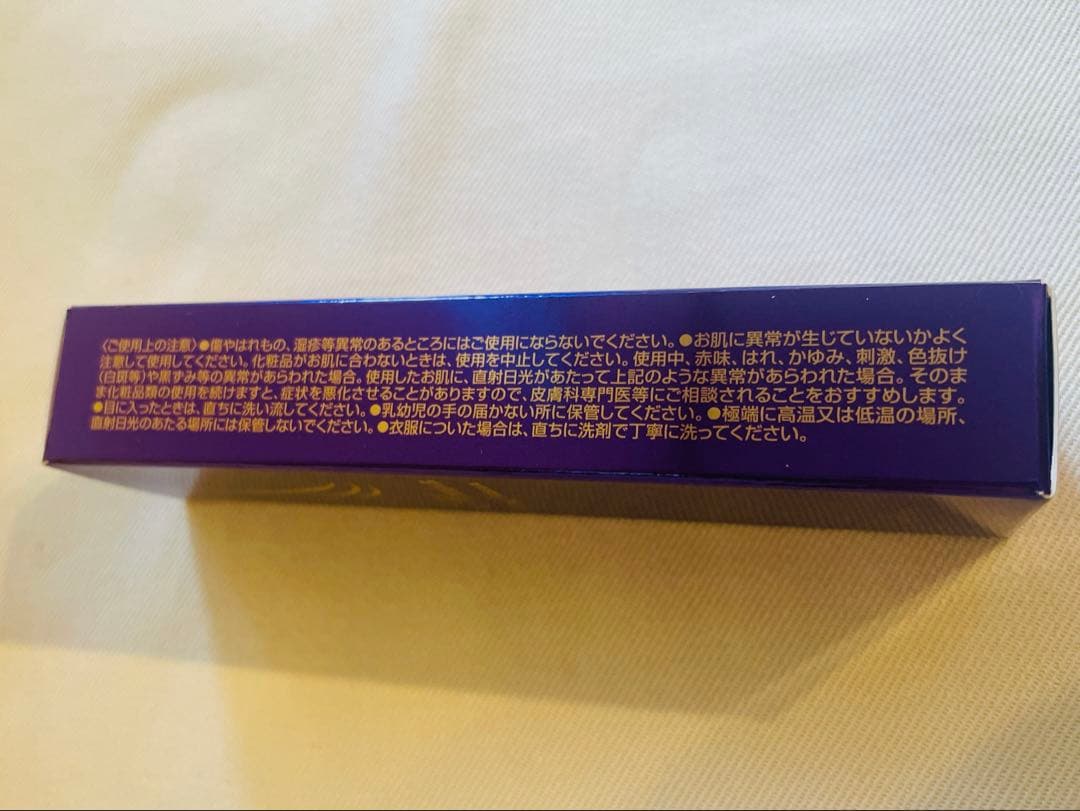 〈ご使用上の注意〉●傷やはれもの、湿疹等異常のあるところにはご使用にならないでください。●お肌に異常が生じていないかよく
注意して使用してください。化粧品がお肌に合わないときは、使用を中止してください。使用中、赤味、はれ、かゆみ、刺激、色抜け
(白斑等)や黒ずみ等の異常があらわれた場合。使用したお肌に、直射日光があたって上記のような異常があらわれた場合。そのまま
ま化粧品類の使用を続けますと、症状を悪化させることがありますので、皮膚科専門医等にご相談されることをおすすめします。
●目に入ったときは、直ちに洗い流してください。●乳幼児の手の届かない所に保管してください。●極端に高温又は低温の場所、
直射日光のあたる場所には保管しないでください。●衣服についた場合は、直ちに洗剤で丁寧に洗ってください。